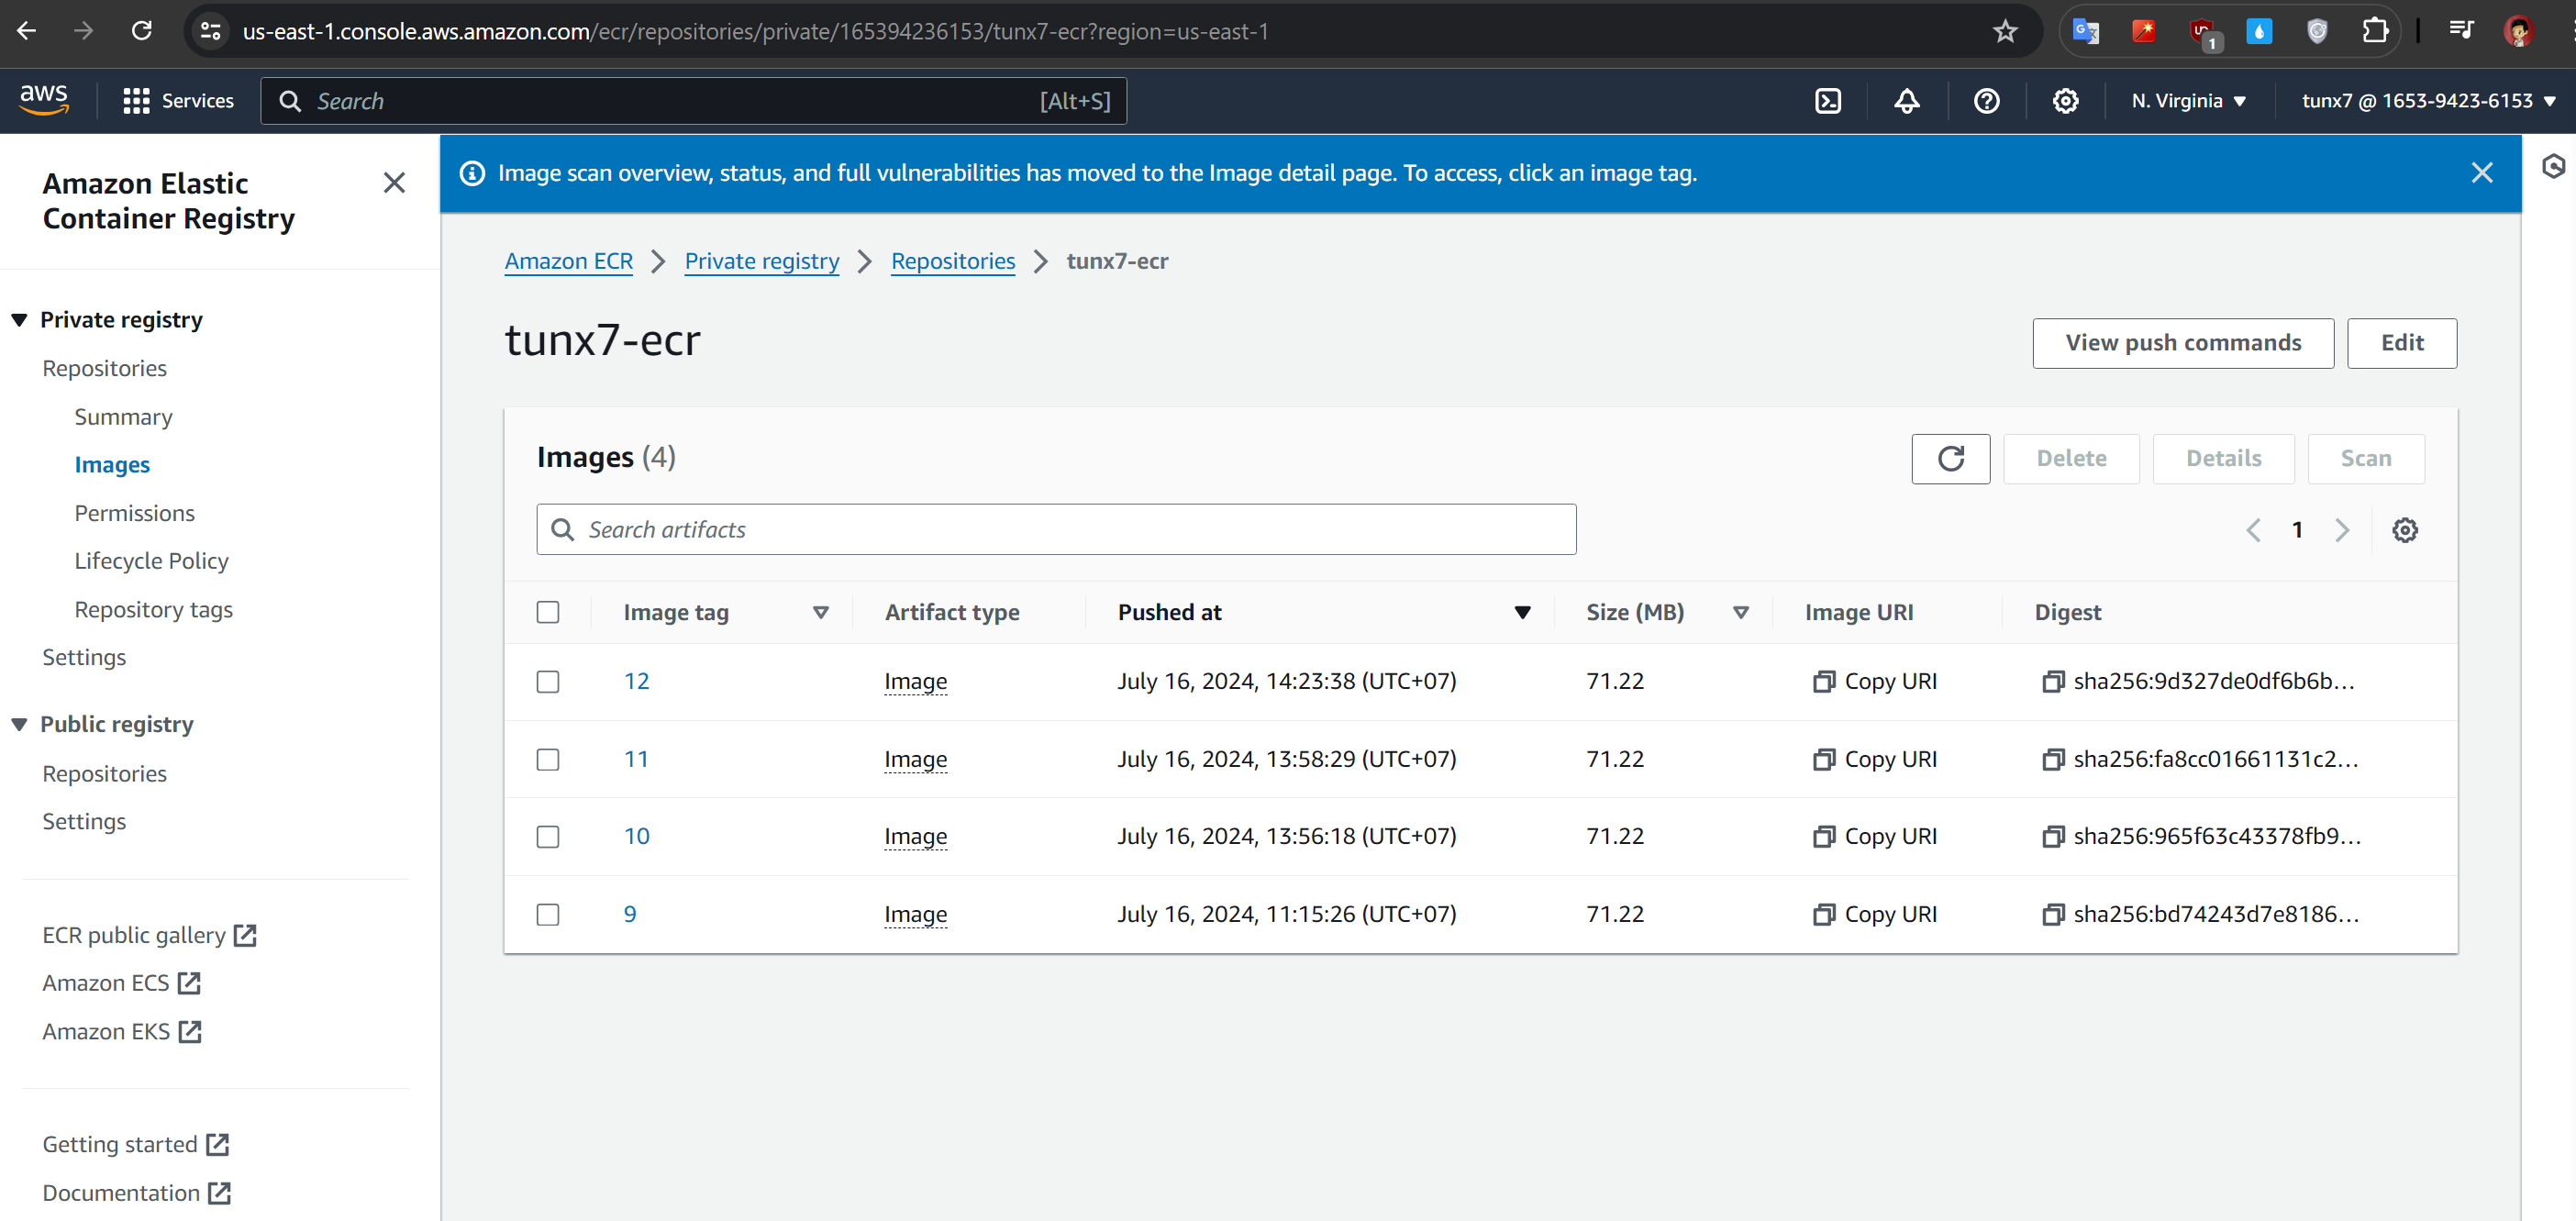 us-east-1.console.aws.amazon.com/ecr/repositories/private/165394236153/tunx7-ecr?region=us-east-1
1
aws
Services
Search
[Alt+S]
N. Virginia
tunx7 @ 1653-9423-6153
Amazon Elastic
Container Registry
Private registry
Repositories
Summary
Images
Permissions
Lifecycle Policy
Repository tags
Settings
Public registry
Repositories
Settings
ECR public gallery
Amazon ECS
Amazon EKS
Getting started
Documentation
Image scan overview, status, and full vulnerabilities has moved to the Image detail page. To access, click an image tag.
Amazon ECR > Private registry > Repositories > tunx7-ecr
tunx7-ecr
View push commands
Edit
Images (4)
Delete
Details
Scan
Search artifacts
1
Image tag Artifact type Pushed at Size (MB) Image URI Digest
12 Image July 16, 2024, 14:23:38 (UTC+07) 71.22 Copy URI sha256:9d327de0df6b6b...
11 Image July 16, 2024, 13:58:29 (UTC+07) 71.22 Copy URI sha256:fa8cc01661131c2...
10 Image July 16, 2024, 13:56:18 (UTC+07) 71.22 Copy URI sha256:965f63c43378fb9...
9 Image July 16, 2024, 11:15:26 (UTC+07) 71.22 Copy URI sha256:bd74243d7e8186...